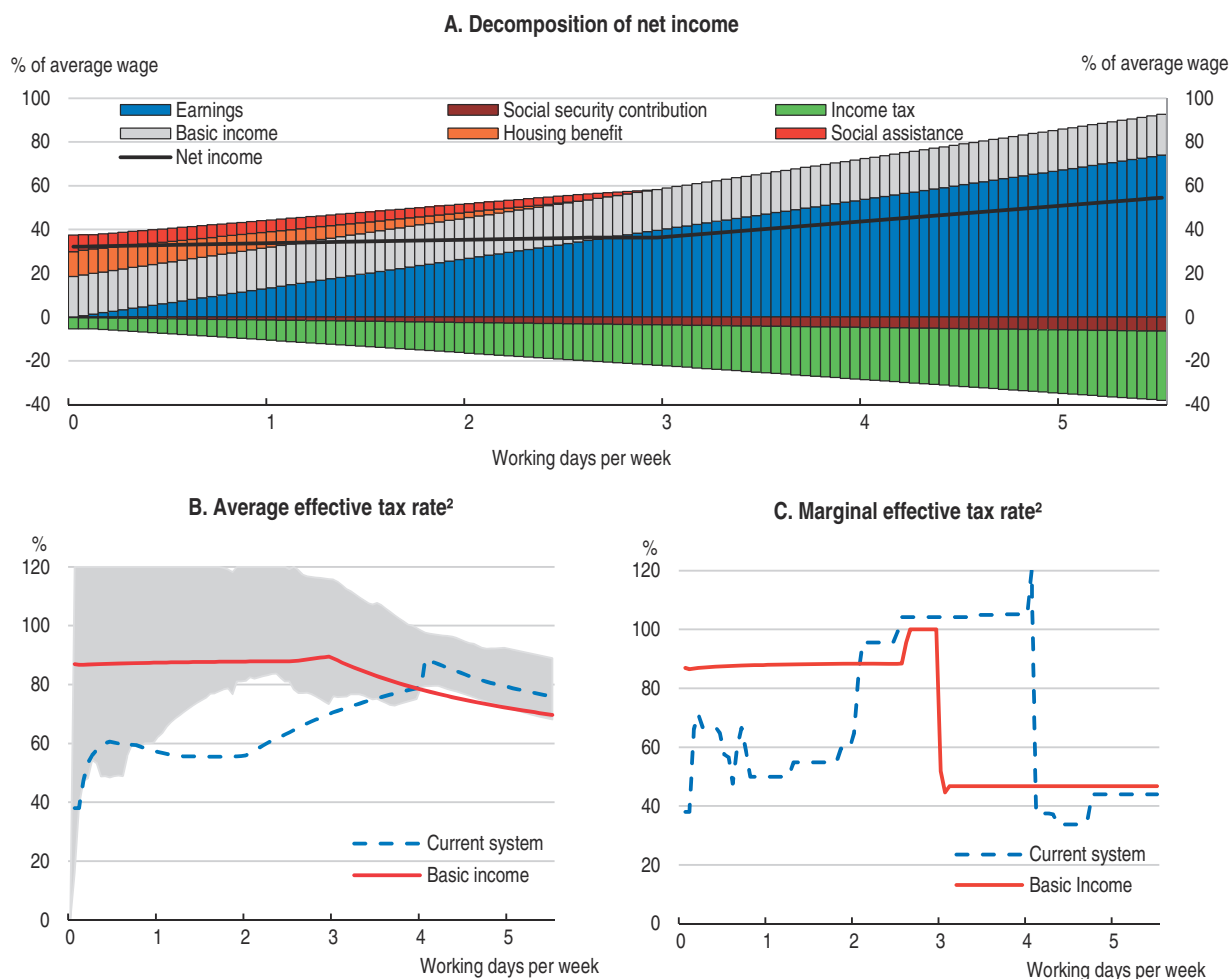 A. Decomposition of net income
% of average wage
% of average wage
100
80
60
40
20
0
-20
-40
100
80
60
40
20
0
-20
-40
Earnings
Social security contribution
Income tax
Basic income
Housing benefit
Social assistance
Net income
0 1 2 3 4 5
Working days per week
B. Average effective tax rate²
%
120
100
80
60
40
20
0
Current system
Basic income
0 1 2 3 4 5
Working days per week
C. Marginal effective tax rate²
%
120
100
80
60
40
20
0
Current system
Basic Income
0 1 2 3 4 5
Working days per week